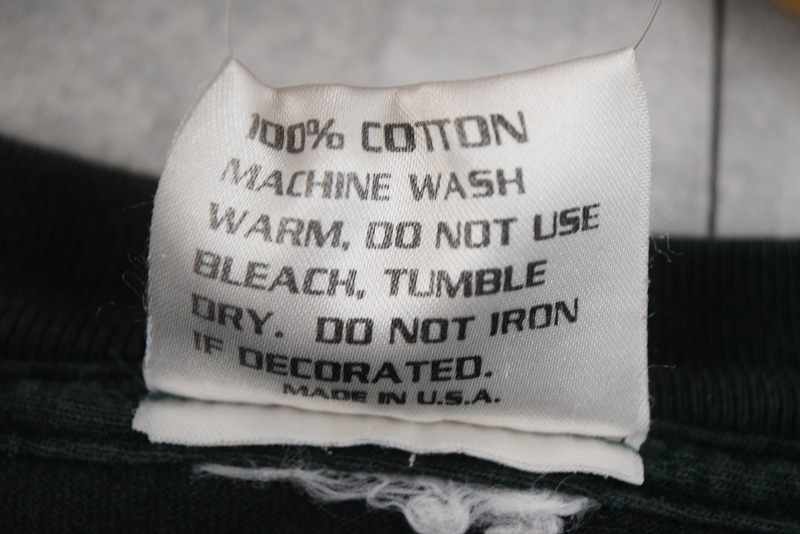 100% COTTON
MACHINE WASH
WARM, DO NOT USE
BLEACH, TUMBLE
DRY. DO NOT IRON
IF DECORATED.
MADE IN U.S.A.